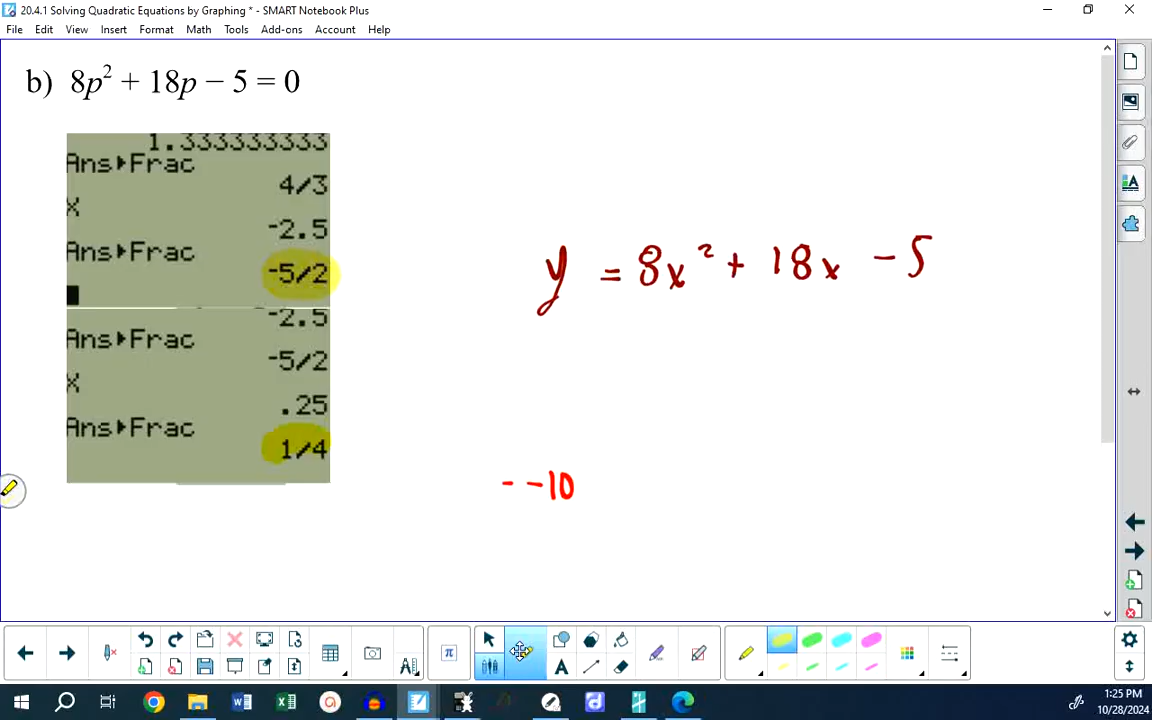 20.4.1 Solving Quadratic Equations by Graphing * - SMART Notebook Plus
File Edit View Insert Format Math Tools Add-ons Account Help
b) 8p² + 18p − 5 = 0
1.333333333
Ans▸Frac
4/3
X
-2.5
Ans▸Frac
-5/2
-2.5
Ans▸Frac
-5/2
X
.25
Ans▸Frac
1/4
y = 8x² + 18x - 5
- -10
π
A
1:25 PM
10/28/2024